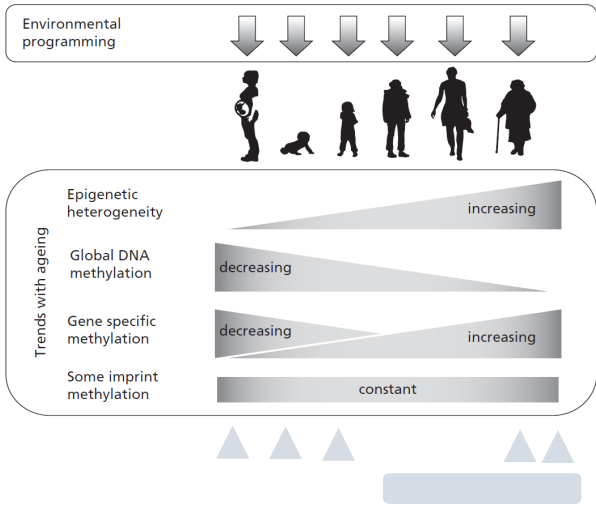 Environmental
programming
Trends with ageing
Epigenetic
heterogeneity
increasing
Global DNA
methylation
decreasing
Gene specific
methylation
decreasing
increasing
Some imprint
methylation
constant